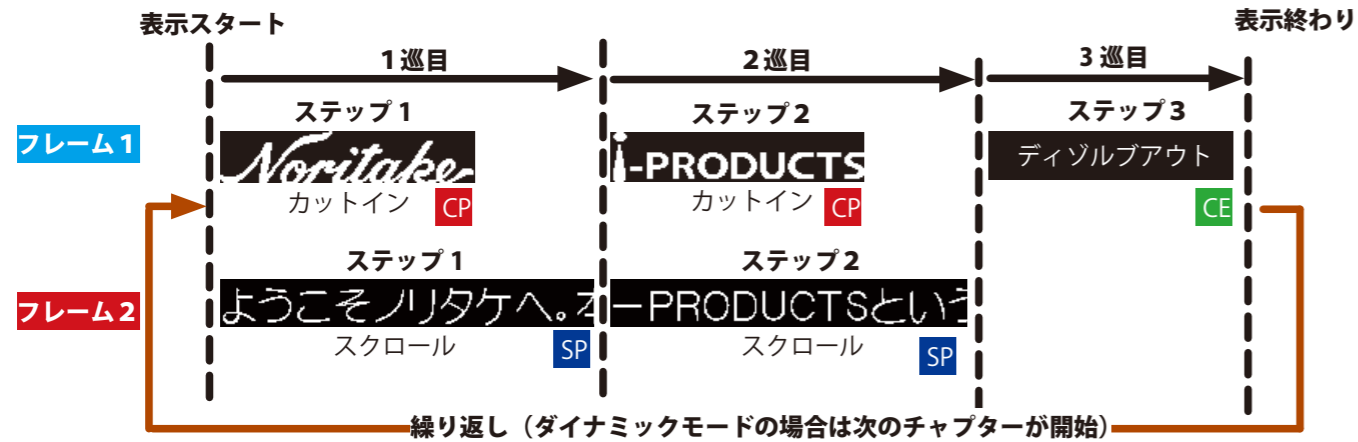 表示スタート
表示終わり
1巡目
2巡目
3巡目
フレーム1
ステップ1
ステップ2
ステップ3
Noritake
i-PRODUCTS
ディゾルブアウト
カットイン CP
カットイン CP
CE
フレーム2
ステップ1
ステップ2
ようこそノリタケへ。本
ーPRODUCTSという
スクロール SP
スクロール SP
繰り返し（ダイナミックモードの場合は次のチャプターが開始）